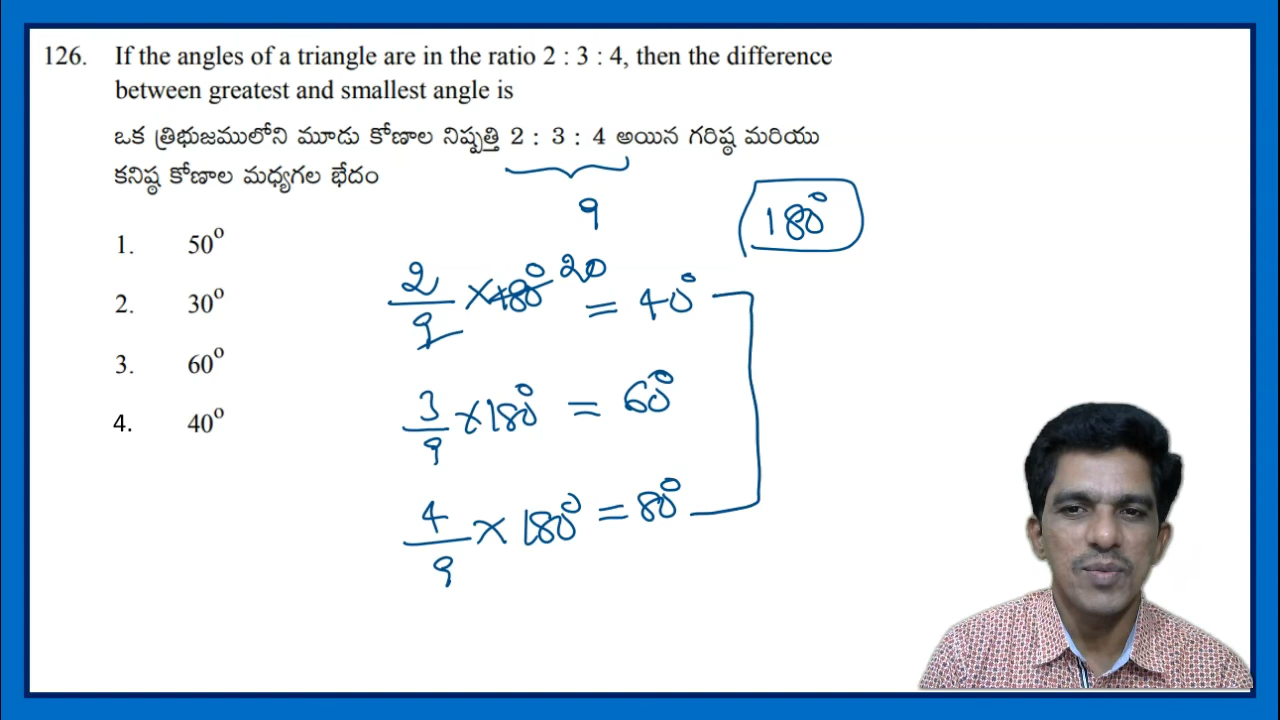 126. If the angles of a triangle are in the ratio 2 : 3 : 4, then the difference
between greatest and smallest angle is
ఒక త్రిభుజములోని మూడు కోణాల నిష్పత్తి 2 : 3 : 4 అయిన గరిష్ఠ మరియు
కనిష్ఠ కోణాల మధ్యగల భేదం
9
180°
1. 50°
2. 30°
3. 60°
4. 40°
2/9 × 180° 20 = 40°
3/9 × 180° = 60°
4/9 × 180° = 80°